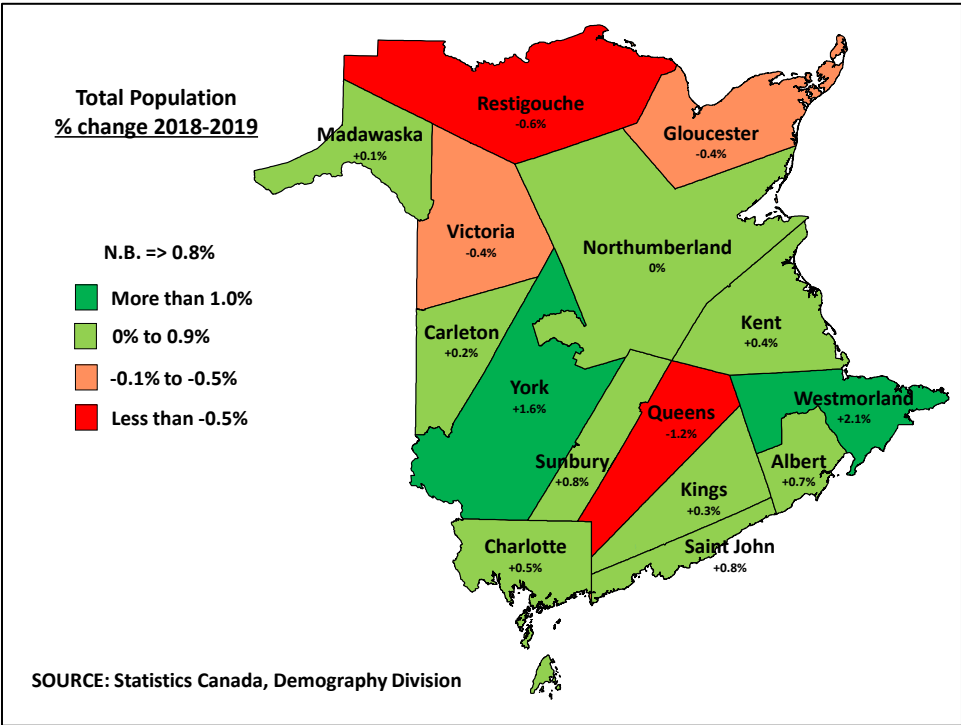 Total Population
% change 2018-2019
Restigouche
-0.6%
Gloucester
-0.4%
Madawaska
+0.1%
Victoria
-0.4%
Northumberland
0%
N.B. => 0.8%
More than 1.0%
0% to 0.9%
-0.1% to -0.5%
Less than -0.5%
Carleton
+0.2%
Kent
+0.4%
York
+1.6%
Queens
-1.2%
Westmorland
+2.1%
Sunbury
+0.8%
Albert
+0.7%
Kings
+0.3%
Charlotte
+0.5%
Saint John
+0.8%
SOURCE: Statistics Canada, Demography Division